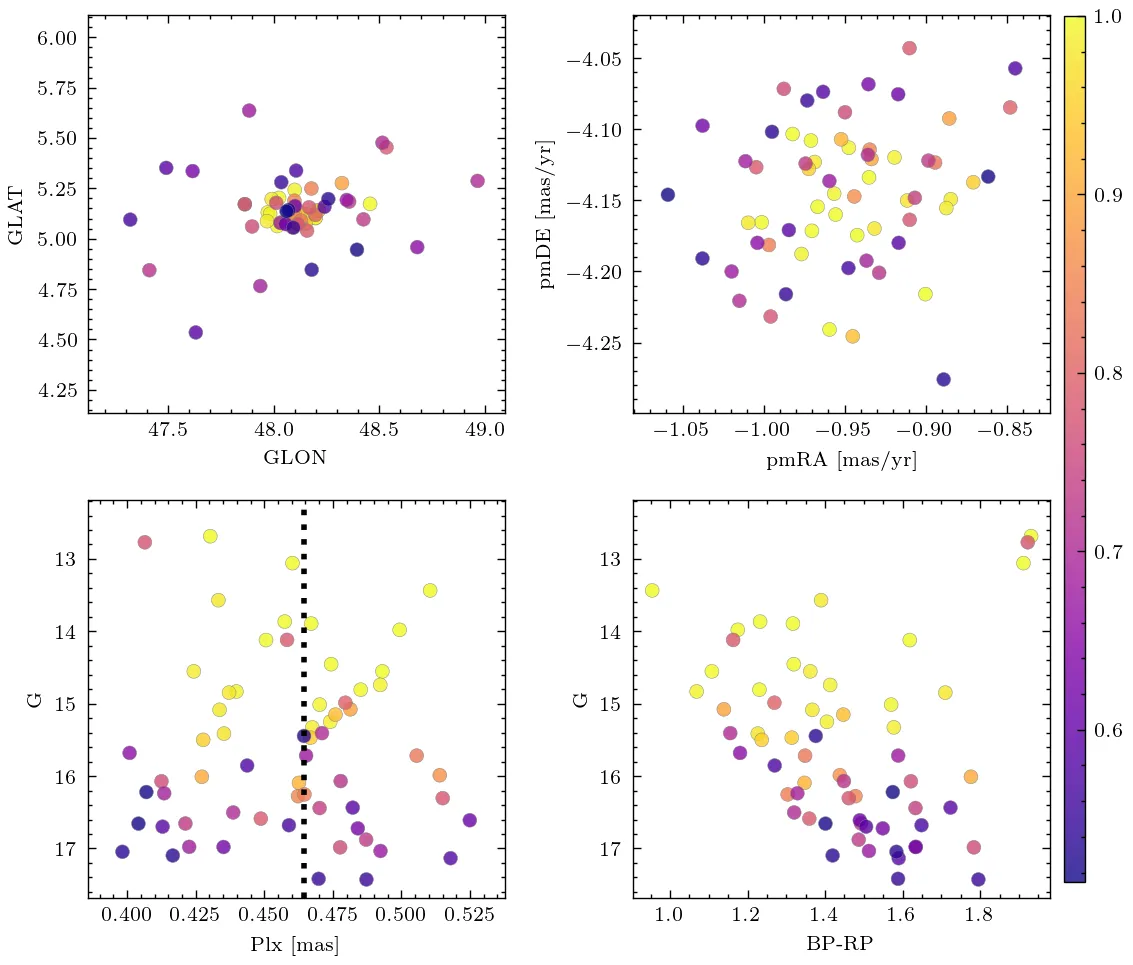 6.00
5.75
5.50
5.25
5.00
4.75
4.50
4.25
GLAT
47.5 48.0 48.5 49.0
GLON
−4.05
−4.10
−4.15
−4.20
−4.25
pmDE [mas/yr]
−1.05 −1.00 −0.95 −0.90 −0.85
pmRA [mas/yr]
13
14
15
16
17
G
0.400 0.425 0.450 0.475 0.500 0.525
Plx [mas]
13
14
15
16
17
G
1.0 1.2 1.4 1.6 1.8
BP-RP
1.0
0.9
0.8
0.7
0.6